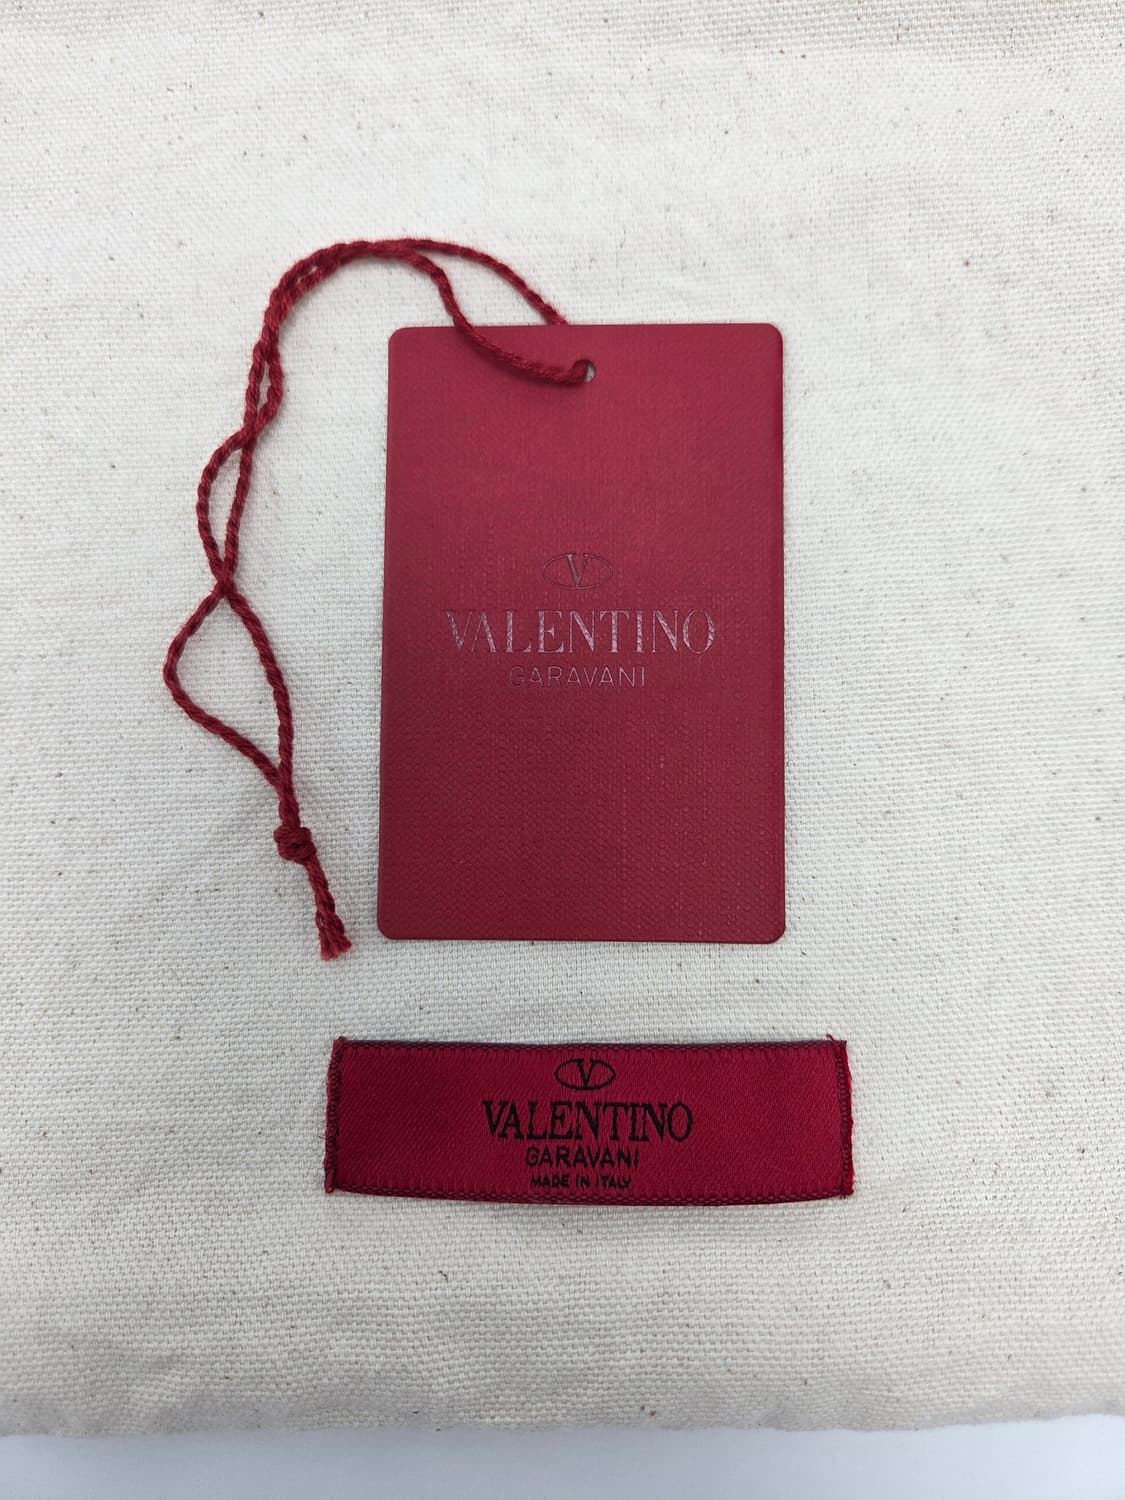 V
VALENTINO
GARAVANI
V
VALENTINO
GARAVANI
MADE IN ITALY